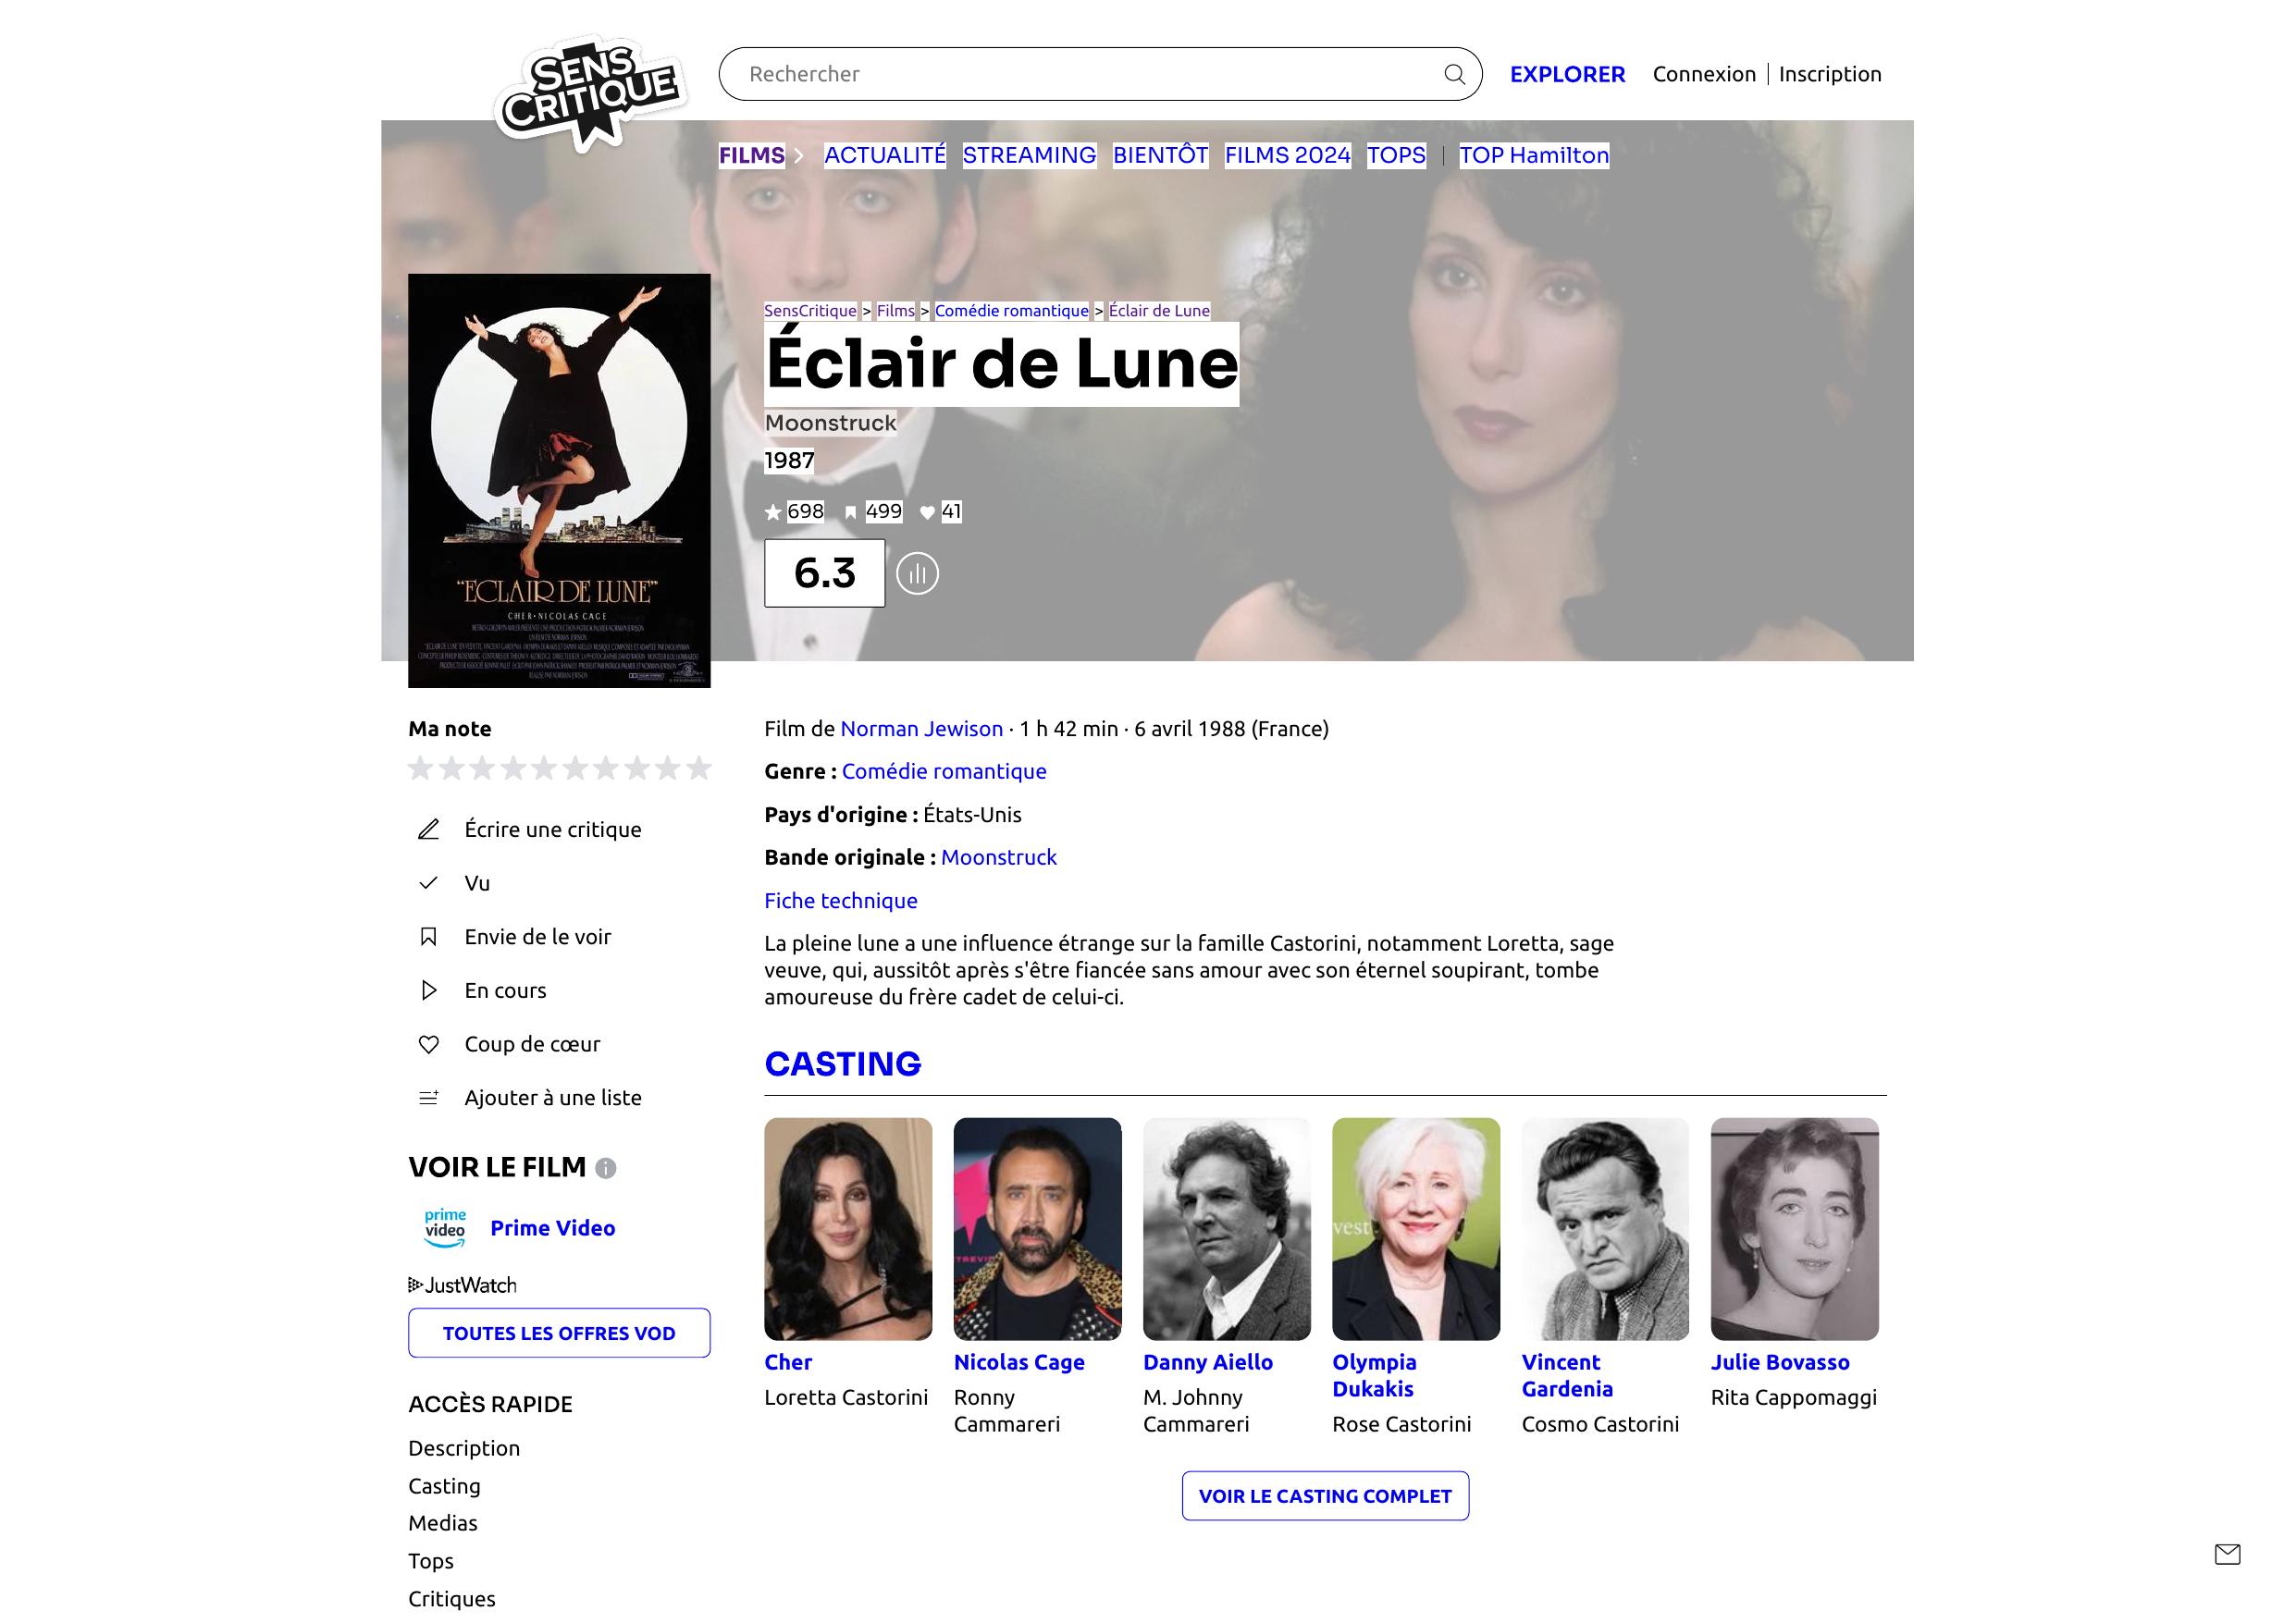 SENS
CRITIQUE
Rechercher
EXPLORER
Connexion | Inscription
FILMS
ACTUALITÉ
STREAMING
BIENTÔT
FILMS 2024
TOPS
TOP Hamilton
SensCritique > Films > Comédie romantique > Éclair de Lune
Éclair de Lune
Moonstruck
1987
698
499
41
6.3
"ECLAIR DE LUNE"
CHER·NICOLAS CAGE
Ma note
Écrire une critique
Vu
Envie de le voir
En cours
Coup de cœur
Ajouter à une liste
VOIR LE FILM
prime
video
Prime Video
JustWatch
TOUTES LES OFFRES VOD
ACCÈS RAPIDE
Description
Casting
Medias
Tops
Critiques
Film de Norman Jewison · 1 h 42 min · 6 avril 1988 (France)
Genre : Comédie romantique
Pays d'origine : États-Unis
Bande originale : Moonstruck
Fiche technique
La pleine lune a une influence étrange sur la famille Castorini, notamment Loretta, sage
veuve, qui, aussitôt après s'être fiancée sans amour avec son éternel soupirant, tombe
amoureuse du frère cadet de celui-ci.
CASTING
Cher
Loretta Castorini
Nicolas Cage
Ronny
Cammareri
Danny Aiello
M. Johnny
Cammareri
vest
Olympia
Dukakis
Rose Castorini
Vincent
Gardenia
Cosmo Castorini
Julie Bovasso
Rita Cappomaggi
VOIR LE CASTING COMPLET